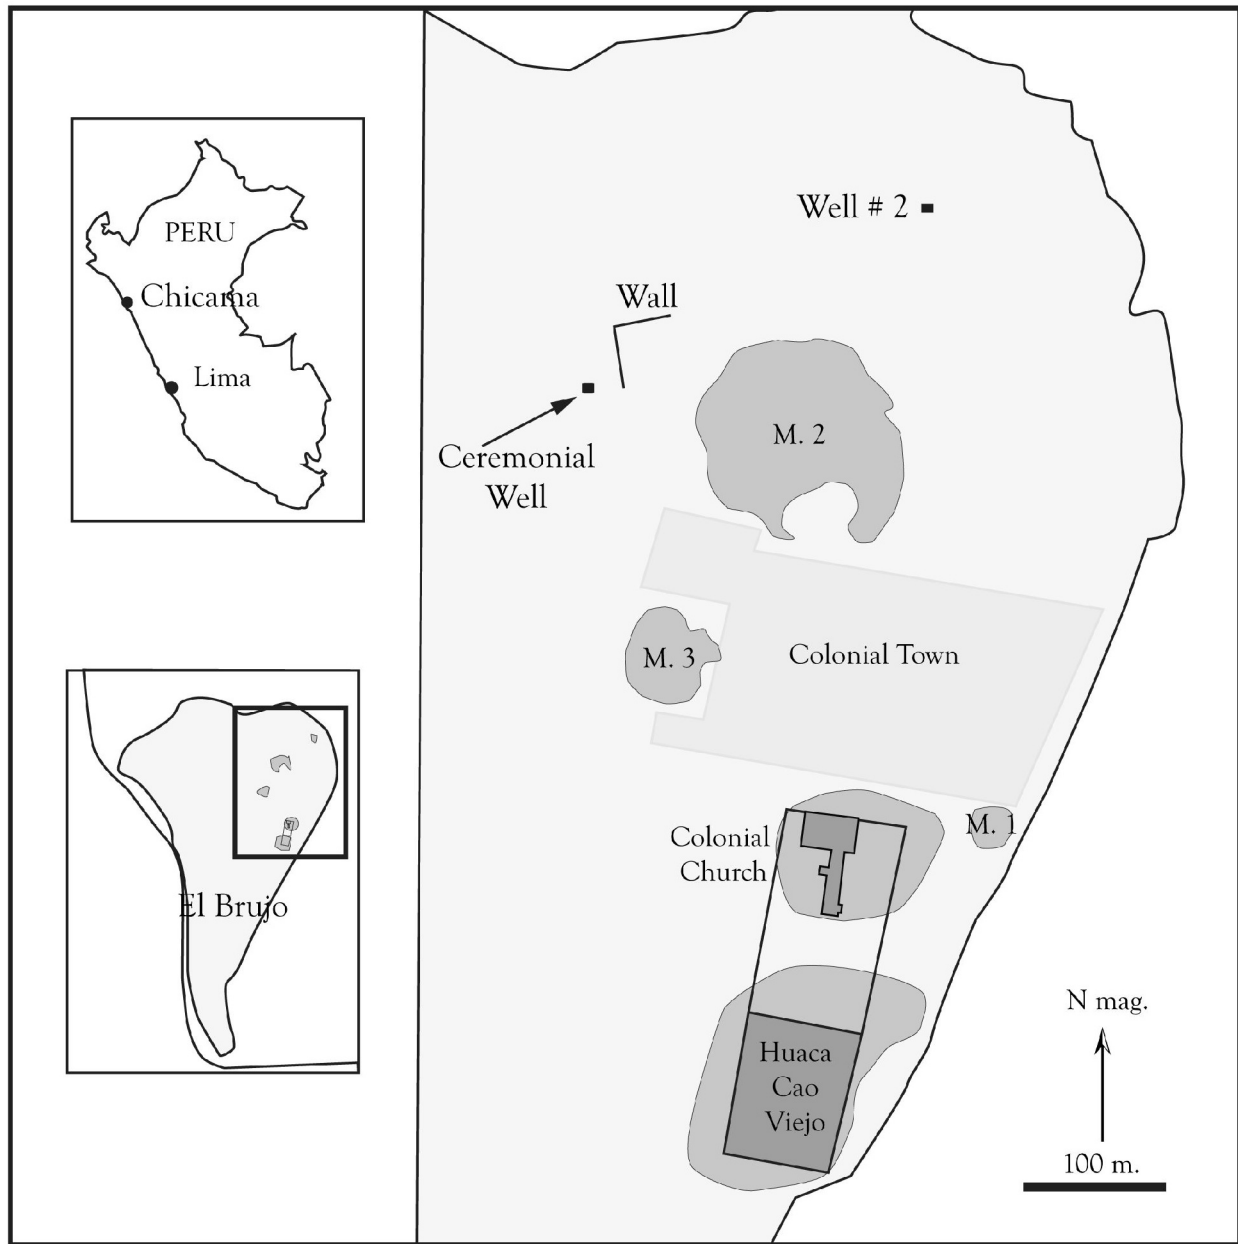 PERU
Chicama
Lima
El Brujo
Well # 2
Wall
Ceremonial
Well
M. 2
M. 3
Colonial Town
Colonial
Church
M. 1
Huaca
Cao
Viejo
N mag.
100 m.